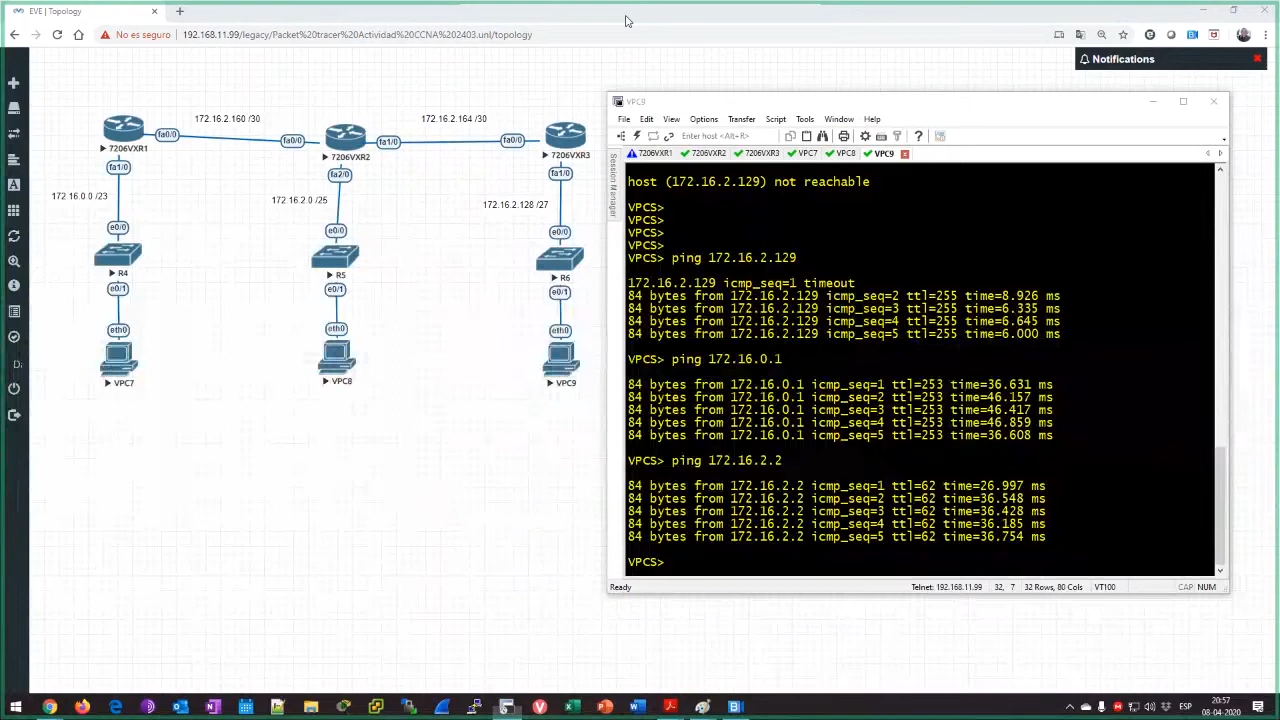 EVE | Topology
No es seguro
192.168.11.99/legacy/Packet%20tracer%20Actividad%20CCNA%202403.unl/topology
Notifications
172.16.2.160 /30
172.16.2.164 /30
fa0/0
fa0/0
fa1/0
fa0/0
7206VXR1
7206VXR2
7206VXR3
fa1/0
fa2/0
fa1/0
172.16.0.0 /23
172.16.2.0 /25
172.16.2.128 /27
e0/0
e0/0
e0/0
R4
R5
R6
e0/1
e0/1
e0/1
eth0
eth0
eth0
VPC7
VPC8
VPC9
VPC9
File Edit View Options Transfer Script Tools Window Help
Enter host <Alt+R>
7206VXR1 7206VXR2 7206VXR3 VPC7 VPC8 VPC9
Session Manager
host (172.16.2.129) not reachable
VPCS>
VPCS>
VPCS>
VPCS>
VPCS> ping 172.16.2.129
172.16.2.129 icmp_seq=1 timeout
84 bytes from 172.16.2.129 icmp_seq=2 ttl=255 time=8.926 ms
84 bytes from 172.16.2.129 icmp_seq=3 ttl=255 time=6.335 ms
84 bytes from 172.16.2.129 icmp_seq=4 ttl=255 time=6.645 ms
84 bytes from 172.16.2.129 icmp_seq=5 ttl=255 time=6.000 ms
VPCS> ping 172.16.0.1
84 bytes from 172.16.0.1 icmp_seq=1 ttl=253 time=36.631 ms
84 bytes from 172.16.0.1 icmp_seq=2 ttl=253 time=46.157 ms
84 bytes from 172.16.0.1 icmp_seq=3 ttl=253 time=46.417 ms
84 bytes from 172.16.0.1 icmp_seq=4 ttl=253 time=46.859 ms
84 bytes from 172.16.0.1 icmp_seq=5 ttl=253 time=36.608 ms
VPCS> ping 172.16.2.2
84 bytes from 172.16.2.2 icmp_seq=1 ttl=62 time=26.997 ms
84 bytes from 172.16.2.2 icmp_seq=2 ttl=62 time=36.548 ms
84 bytes from 172.16.2.2 icmp_seq=3 ttl=62 time=36.428 ms
84 bytes from 172.16.2.2 icmp_seq=4 ttl=62 time=36.185 ms
84 bytes from 172.16.2.2 icmp_seq=5 ttl=62 time=36.754 ms
VPCS>
Ready
Telnet: 192.168.11.99 32, 7 32 Rows, 80 Cols VT100 CAP NUM
ESP
20:57
08-04-2020